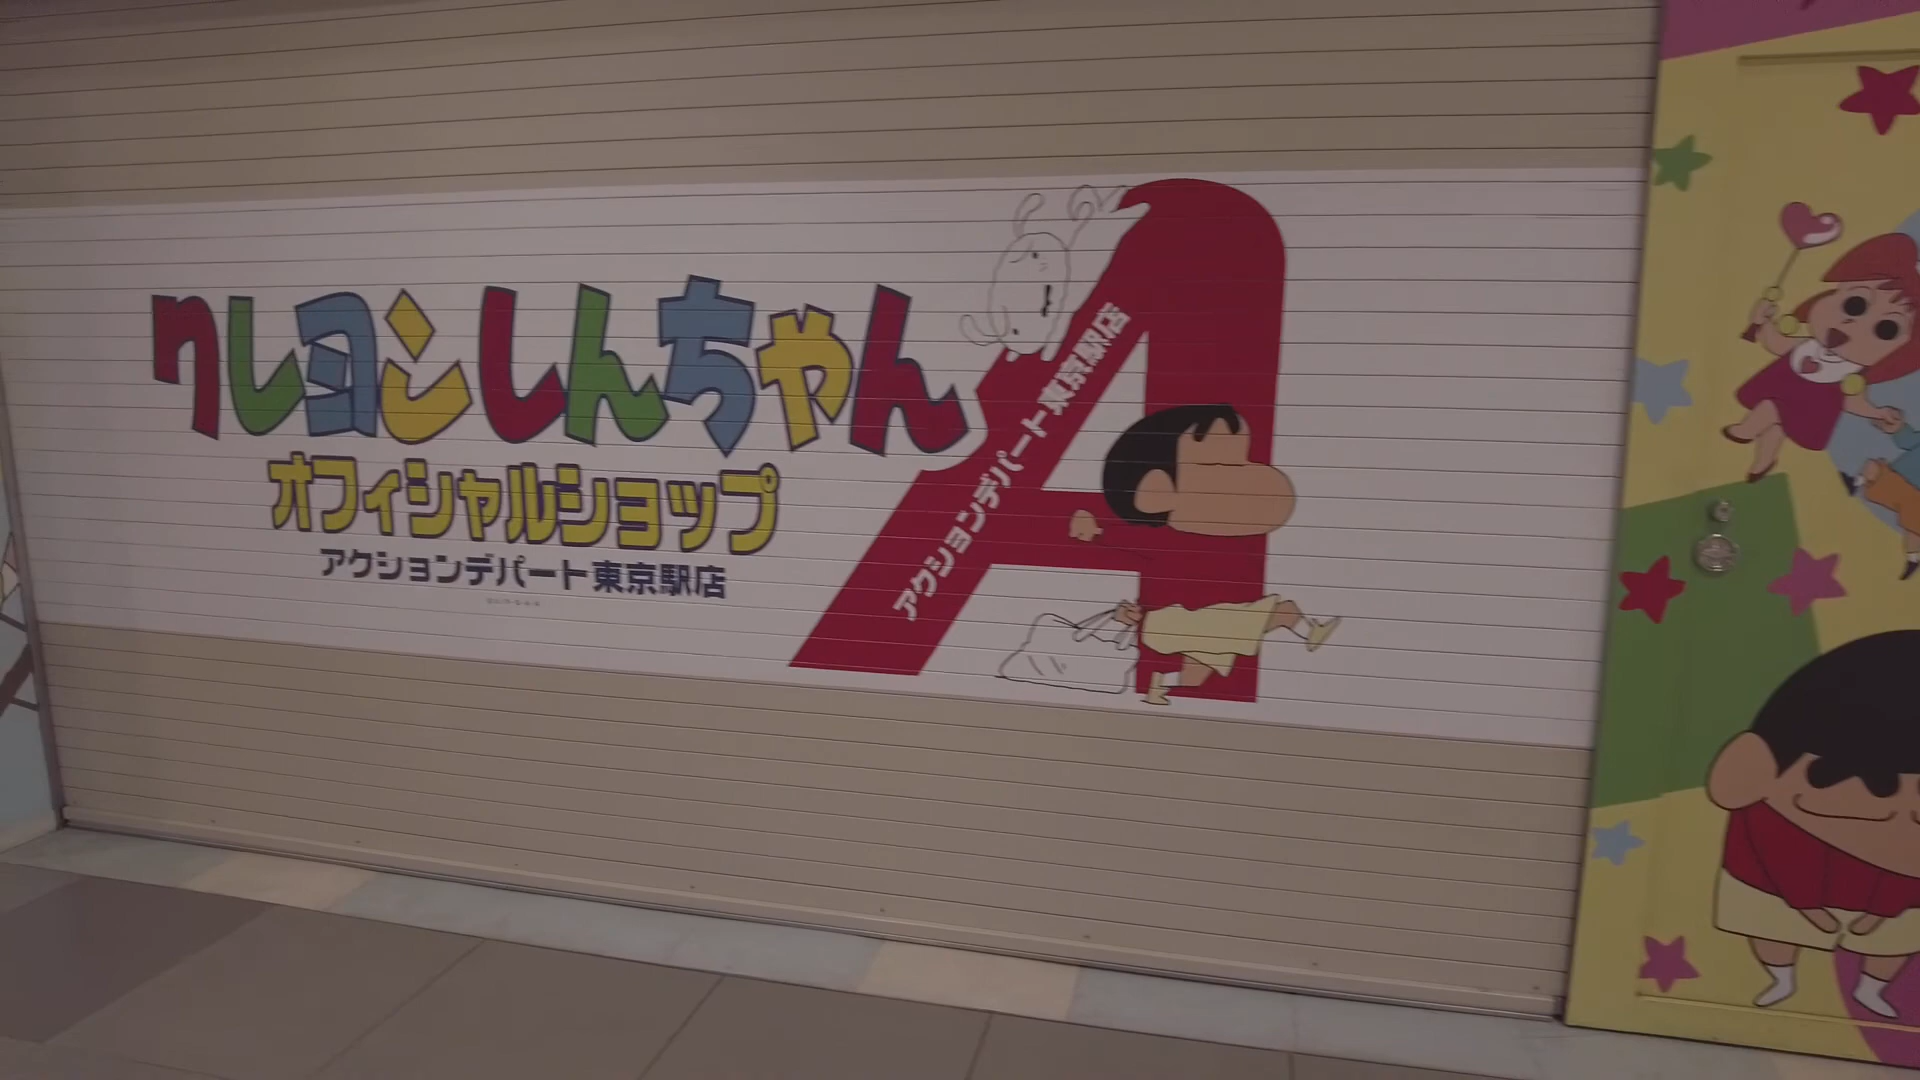 クレヨンしんちゃん
オフィシャルショップ
アクションデパート東京駅店
アクションデパート東京駅店
A